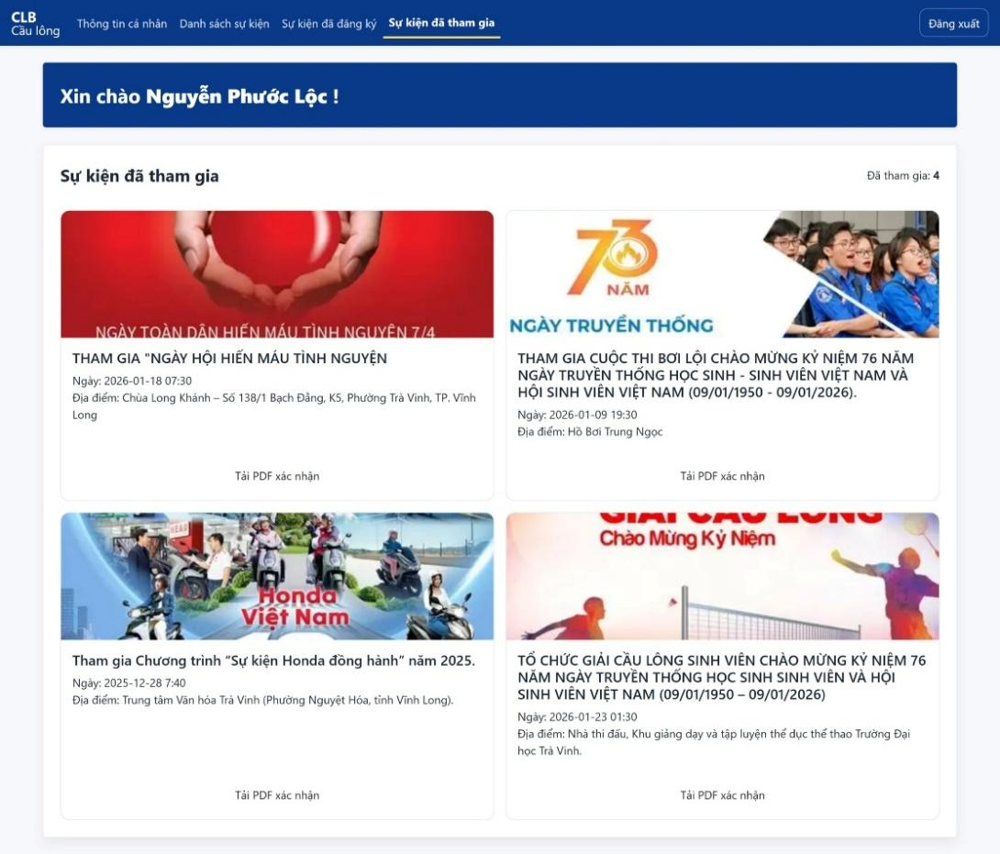 CLB
Cầu lông
Thông tin cá nhân
Danh sách sự kiện
Sự kiện đã đăng ký
Sự kiện đã tham gia
Đăng xuất
Xin chào Nguyễn Phước Lộc !
Sự kiện đã tham gia
Đã tham gia: 4
NGÀY TOÀN DÂN HIẾN MÁU TÌNH NGUYỆN 7/4
THAM GIA "NGÀY HỘI HIẾN MÁU TÌNH NGUYỆN
Ngày: 2026-01-18 07:30
Địa điểm: Chùa Long Khánh – Số 138/1 Bạch Đằng, K5, Phường Trà Vinh, TP. Vĩnh
Long
Tải PDF xác nhận
73
NĂM
NGÀY TRUYỀN THỐNG
THAM GIA CUỘC THI BƠI LỘI CHÀO MỪNG KỶ NIỆM 76 NĂM
NGÀY TRUYỀN THỐNG HỌC SINH - SINH VIÊN VIỆT NAM VÀ
HỘI SINH VIÊN VIỆT NAM (09/01/1950 - 09/01/2026).
Ngày: 2026-01-09 19:30
Địa điểm: Hồ Bơi Trung Ngọc
Tải PDF xác nhận
HEAD
Honda
Việt Nam
Tham gia Chương trình “Sự kiện Honda đồng hành” năm 2025.
Ngày: 2025-12-28 7:40
Địa điểm: Trung tâm Văn hóa Trà Vinh (Phường Nguyệt Hóa, tỉnh Vĩnh Long).
Tải PDF xác nhận
GIẢI CẦU LÔNG
Chào Mừng Kỷ Niệm
TỔ CHỨC GIẢI CẦU LÔNG SINH VIÊN CHÀO MỪNG KỶ NIỆM 76
NĂM NGÀY TRUYỀN THỐNG HỌC SINH SINH VIÊN VÀ HỘI
SINH VIÊN VIỆT NAM (09/01/1950 – 09/01/2026)
Ngày: 2026-01-23 01:30
Địa điểm: Nhà thi đấu, Khu giảng dạy và tập luyện thể dục thể thao Trường Đại
học Trà Vinh.
Tải PDF xác nhận